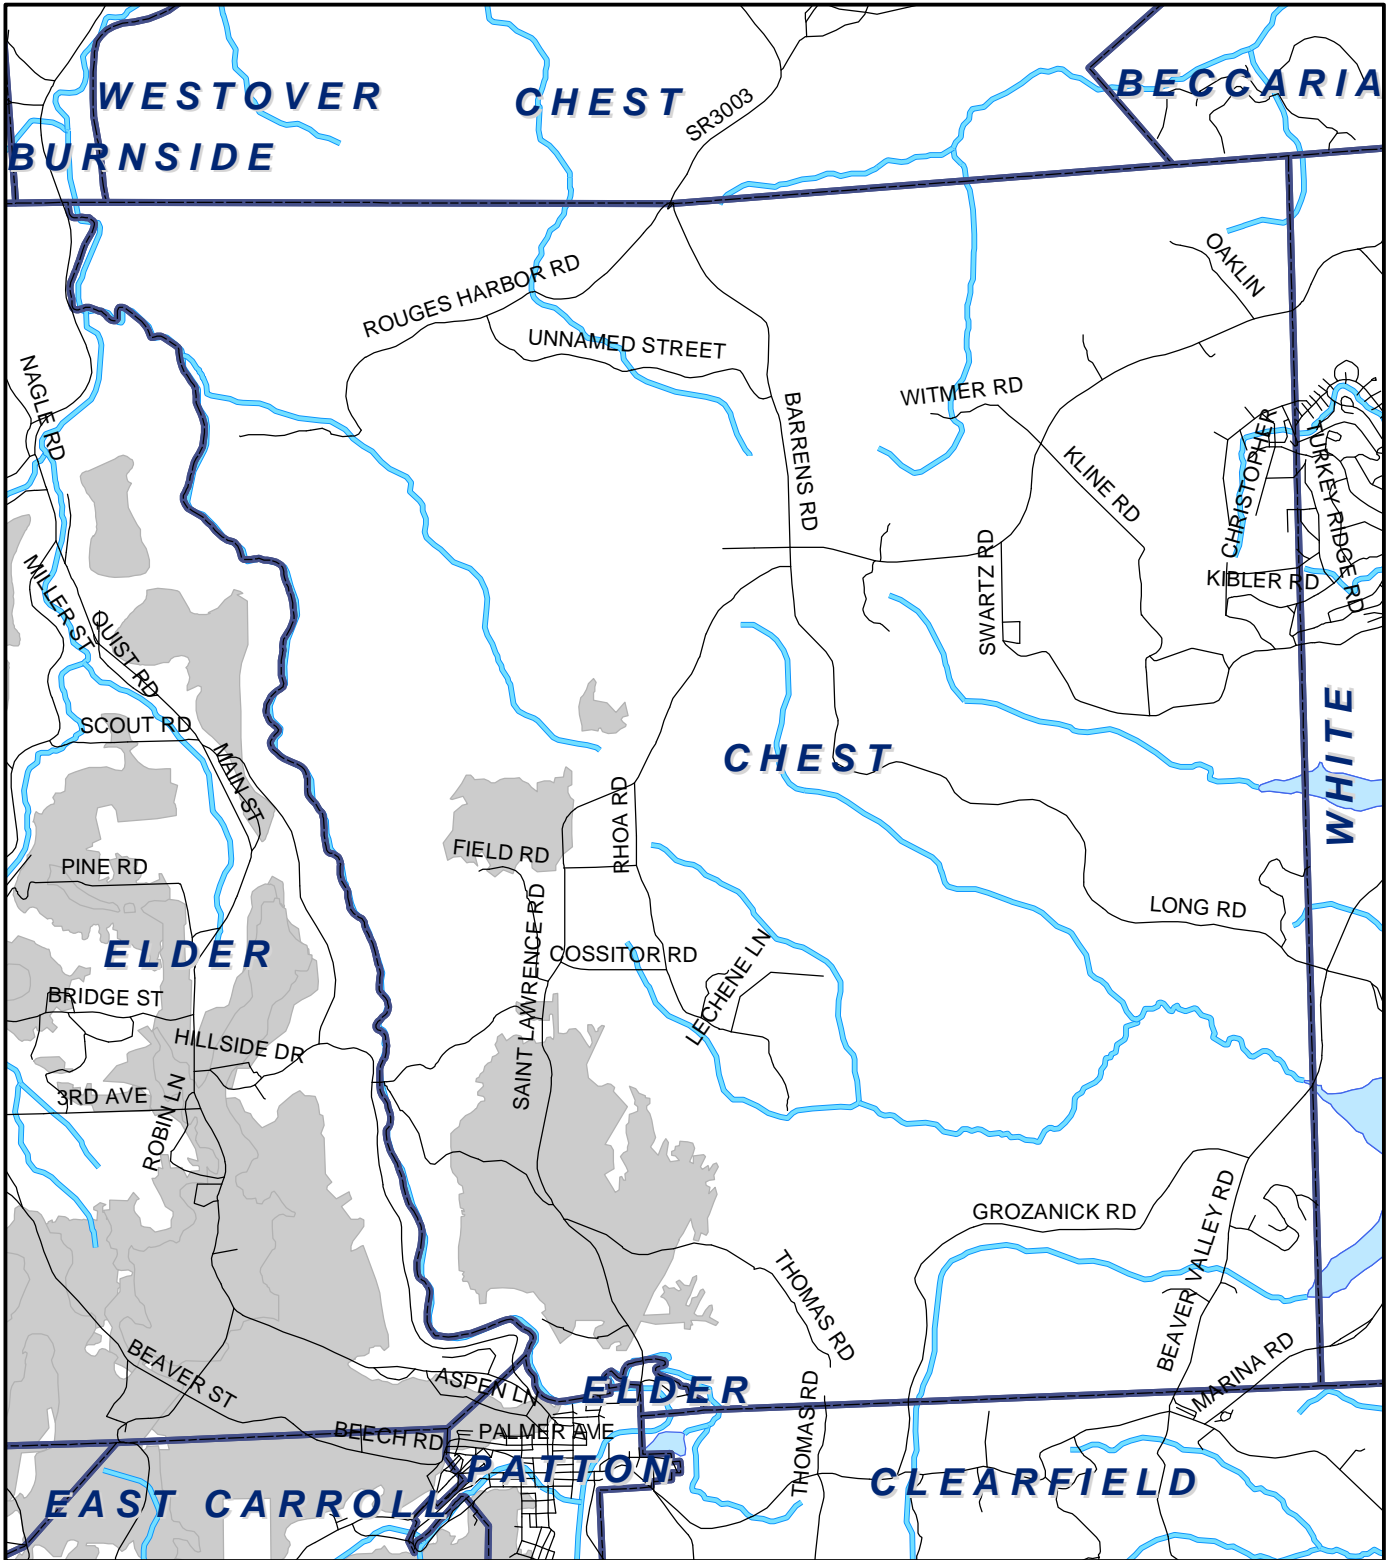 BECCARIA
WESTOVER
CHEST
SR3003
BURNSIDE
OAKLIN
ROUGES HARBOR RD
UNNAMED STREET
NAGLE RD
WITMER RD
BARRENS RD
CHRISTOPHER
TURKEY RIDGE RD
KLINE RD
SWARTZ RD
KIBLER RD
MILLER ST
QUIST RD
SCOUT RD
MAIN ST
CHEST
WHITE
RHOA RD
FIELD RD
PINE RD
SAINT LAWRENCE RD
LONG RD
ELDER
COSSITOR RD
LECHENE LN
BRIDGE ST
HILLSIDE DR
3RD AVE
ROBIN LN
GROZANICK RD
BEAVER VALLEY RD
THOMAS RD
MARINA RD
BEAVER ST
ASPEN LN
ELDER
THOMAS RD
BEECH RD
PALMER AVE
PATTON
CLEARFIELD
EAST CARROLL